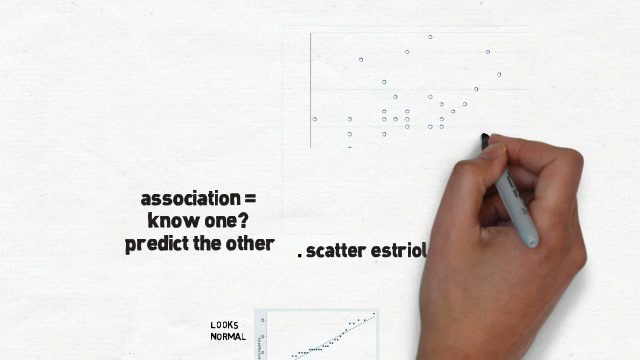 association =
know one?
predict the other
. scatter estriol
LOOKS
NORMAL